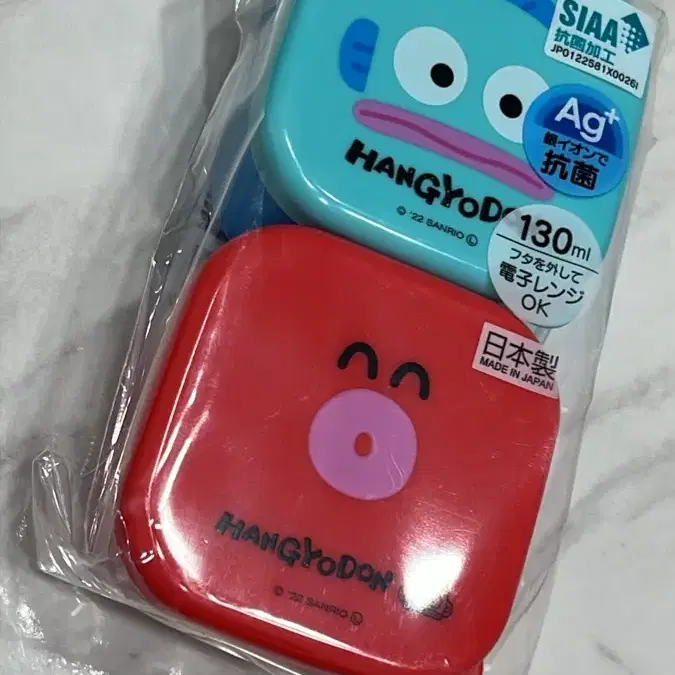 SIAA
抗菌加工
JP0122581X0026I
Ag+
銀イオンで
抗菌
HANGYODON
© '22 SANRIO Ⓛ
130ml
フタを外して
電子レンジ
OK
日本製
MADE IN JAPAN
HANGYODON
© '22 SANRIO Ⓛ